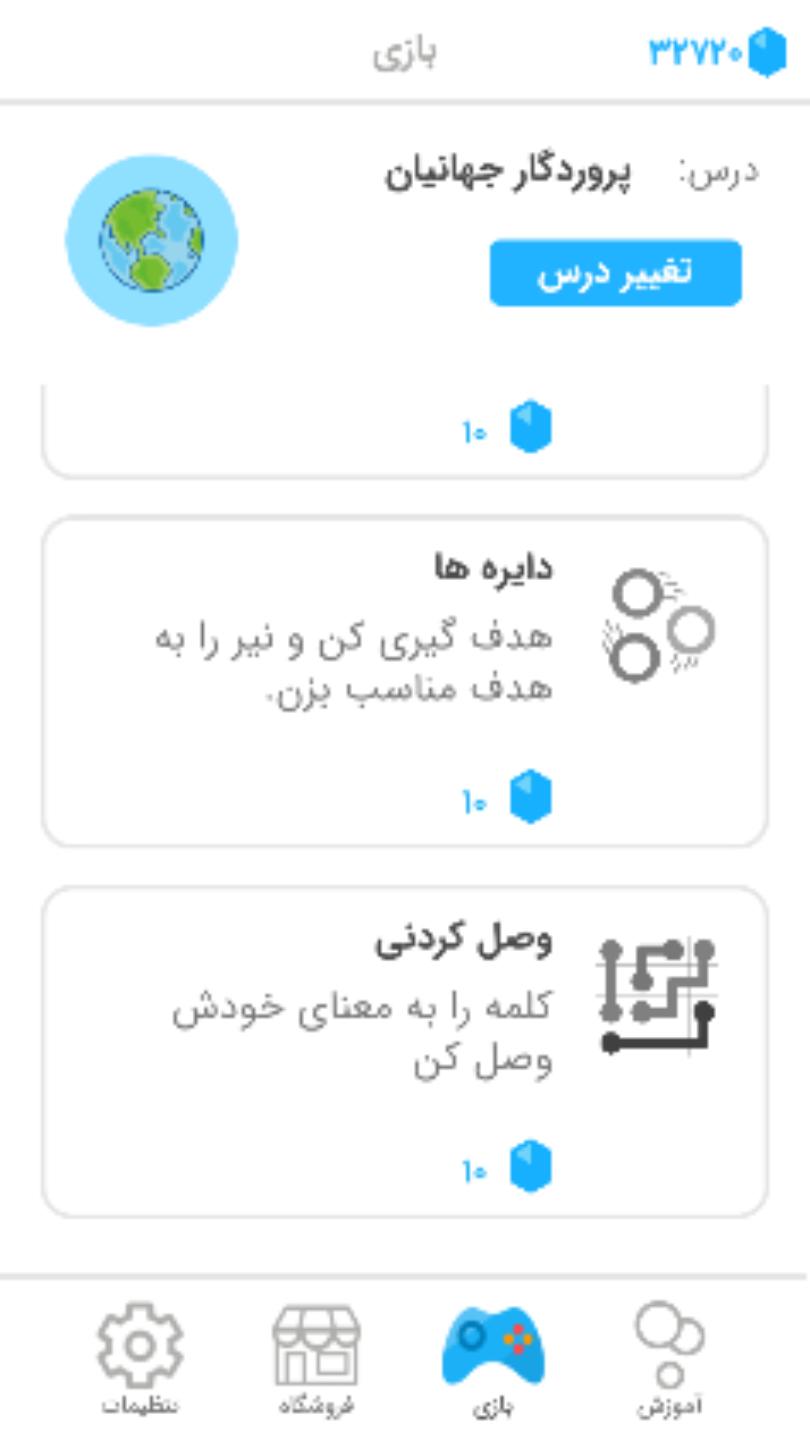 ۳۲۷۲۰
بازی
درس: پروردگار جهانیان
تغییر درس
۱۰
دایره ها
هدف گیری کن و نیر را به
هدف مناسب بزن.
۱۰
وصل کردنی
کلمه را به معنای خودش
وصل کن
۱۰
آموزش
بازی
فروشگاه
تنظیمات